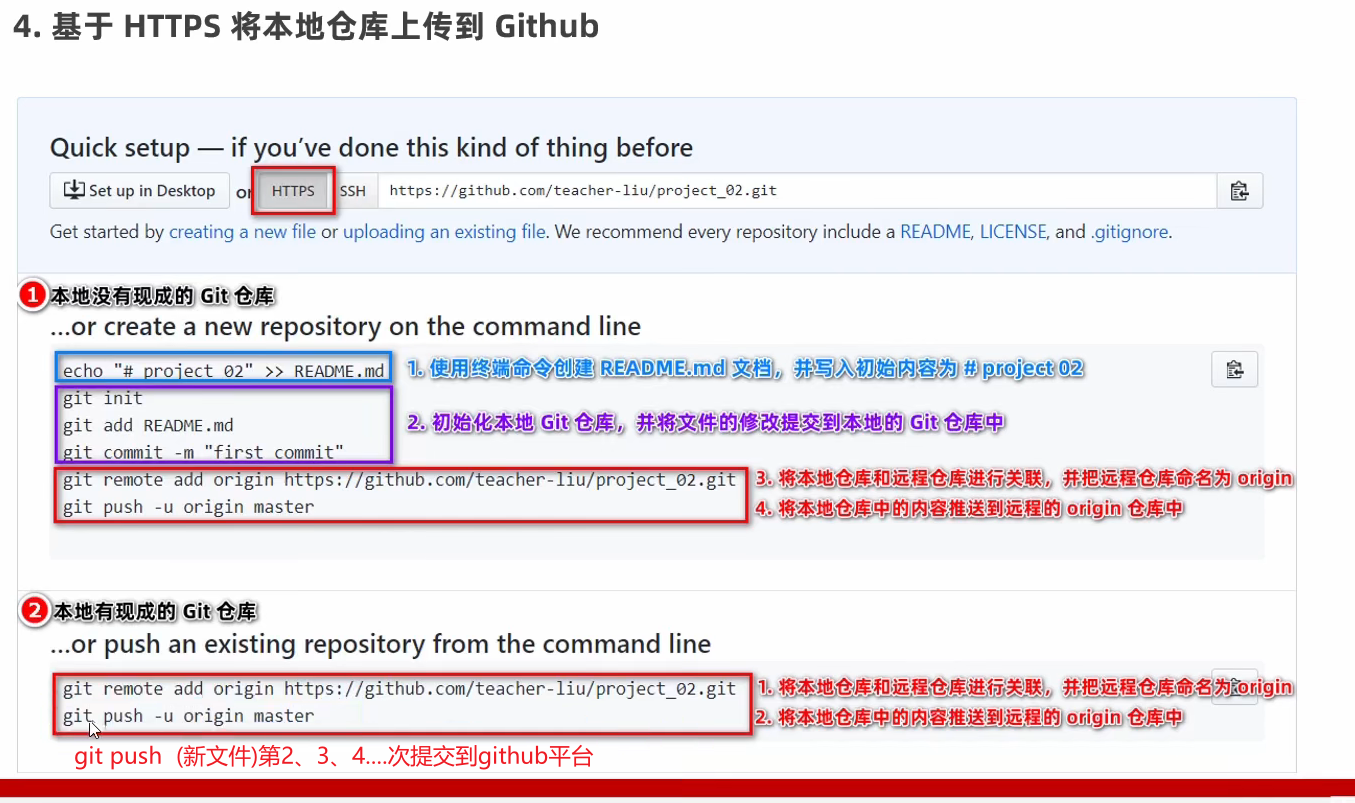 4. 基于 HTTPS 将本地仓库上传到 Github
Quick setup — if you've done this kind of thing before
Set up in Desktop or HTTPS SSH https://github.com/teacher-liu/project_02.git
Get started by creating a new file or uploading an existing file. We recommend every repository include a README, LICENSE, and .gitignore.
1 本地没有现成的 Git 仓库
…or create a new repository on the command line
echo "# project_02" >> README.md 1. 使用终端命令创建 README.md 文档，并写入初始内容为 # project_02
git init
git add README.md 2. 初始化本地 Git 仓库，并将文件的修改提交到本地的 Git 仓库中
git commit -m "first commit"
git remote add origin https://github.com/teacher-liu/project_02.git 3. 将本地仓库和远程仓库进行关联，并把远程仓库命名为 origin
git push -u origin master 4. 将本地仓库中的内容推送到远程的 origin 仓库中
2 本地有现成的 Git 仓库
…or push an existing repository from the command line
git remote add origin https://github.com/teacher-liu/project_02.git 1. 将本地仓库和远程仓库进行关联，并把远程仓库命名为 origin
git push -u origin master 2. 将本地仓库中的内容推送到远程的 origin 仓库中
git push (新文件)第2、3、4....次提交到github平台